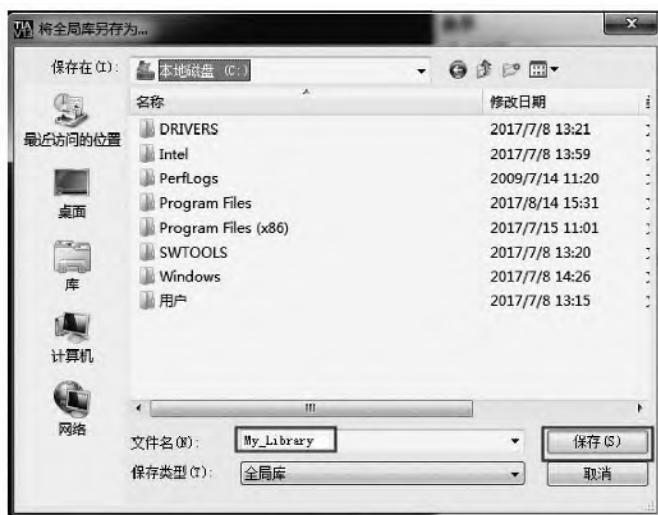 TIA V1 将全局库另存为...
保存在(I):
本地磁盘 (C:)
名称
修改日期
最近访问的位置
桌面
库
计算机
网络
DRIVERS
2017/7/8 13:21
Intel
2017/7/8 13:59
PerfLogs
2009/7/14 11:20
Program Files
2017/8/14 15:31
Program Files (x86)
2017/7/15 11:01
SWTOOLS
2017/7/8 13:20
Windows
2017/7/8 14:26
用户
2017/7/8 13:15
文件名(N):
My_Library
保存(S)
保存类型(T):
全局库
取消